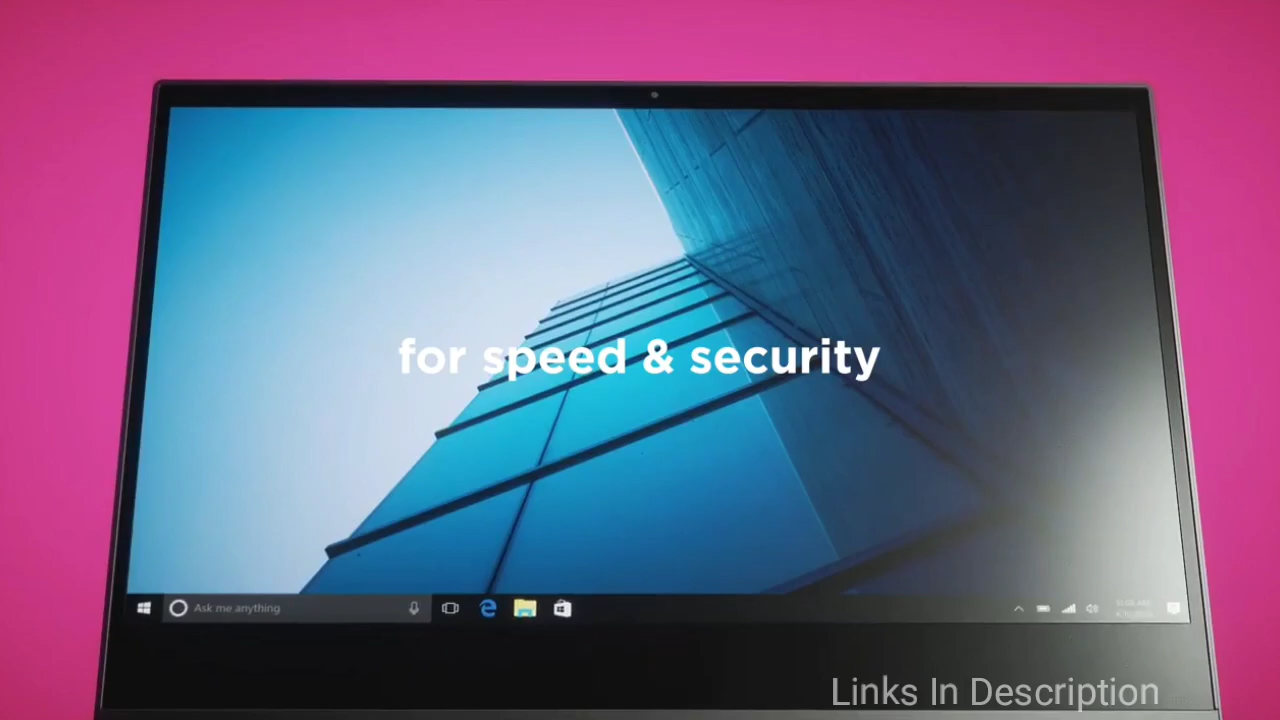 for speed & security
Ask me anything
Links In Description